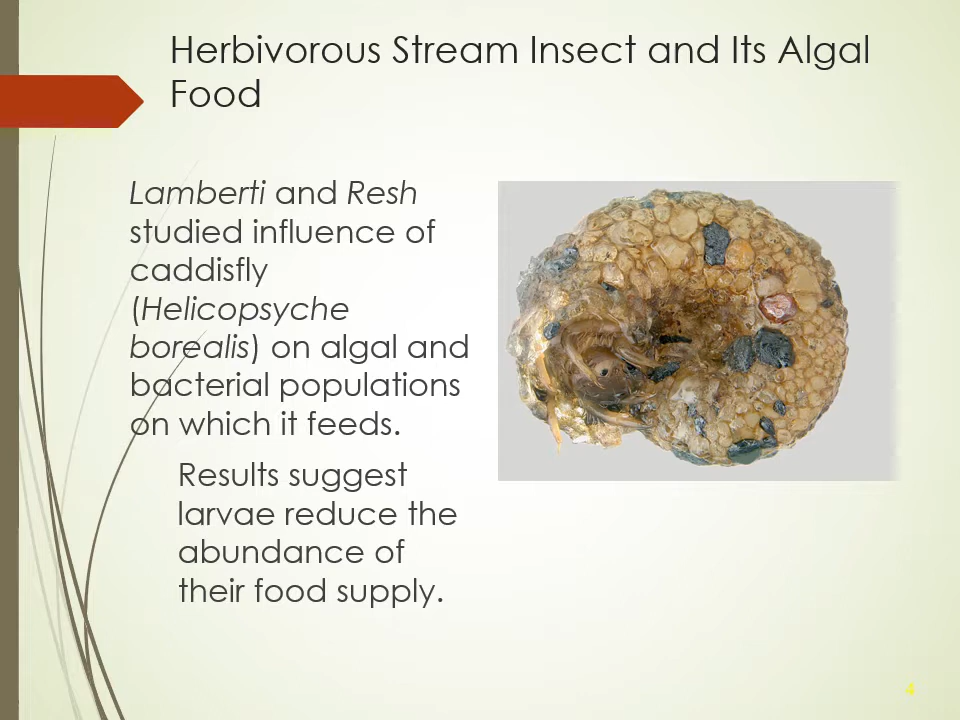 Herbivorous Stream Insect and Its Algal
Food
Lamberti and Resh
studied influence of
caddisfly
(Helicopsyche
borealis) on algal and
bacterial populations
on which it feeds.
Results suggest
larvae reduce the
abundance of
their food supply.
4